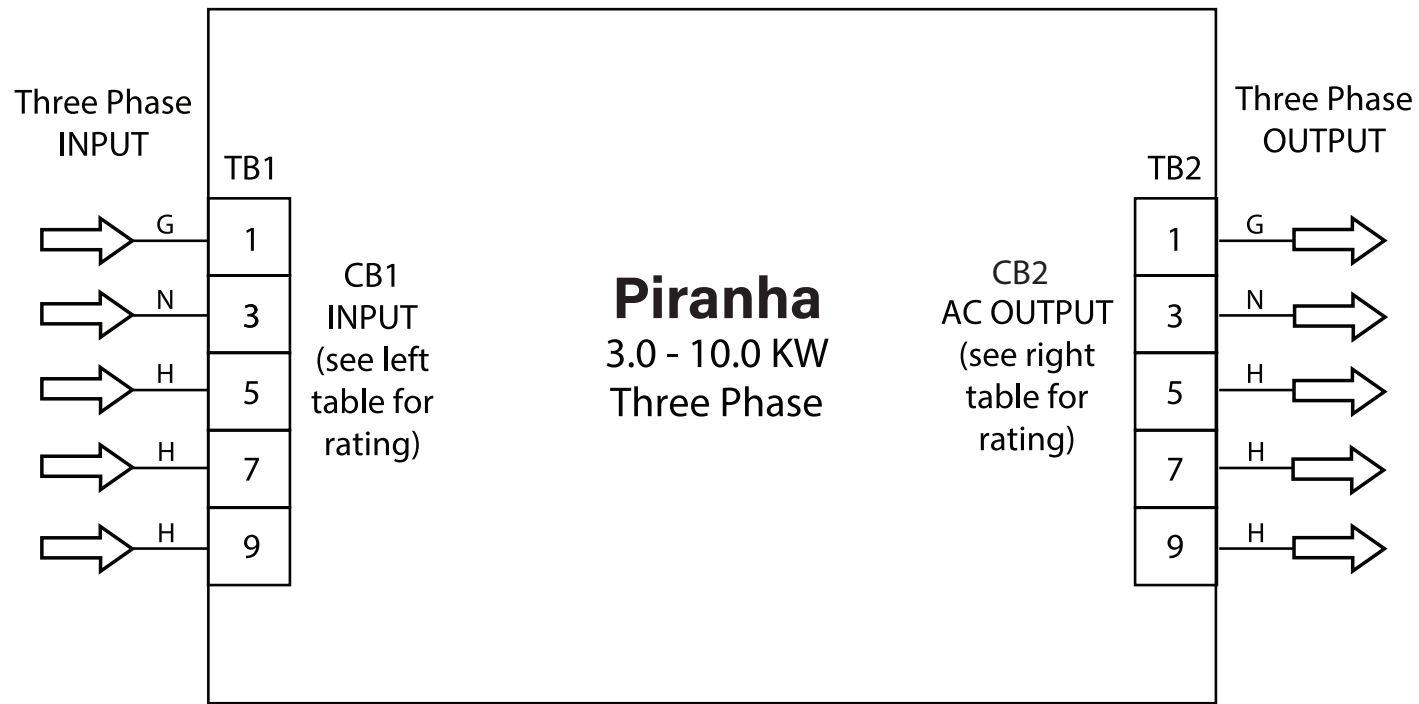 Three Phase
INPUT
TB1
G
1
N
3
H
5
H
7
H
9
CB1
INPUT
(see left
table for
rating)
Piranha
3.0 - 10.0 KW
Three Phase
CB2
AC OUTPUT
(see right
table for
rating)
Three Phase
OUTPUT
TB2
1
G
3
N
5
H
7
H
9
H